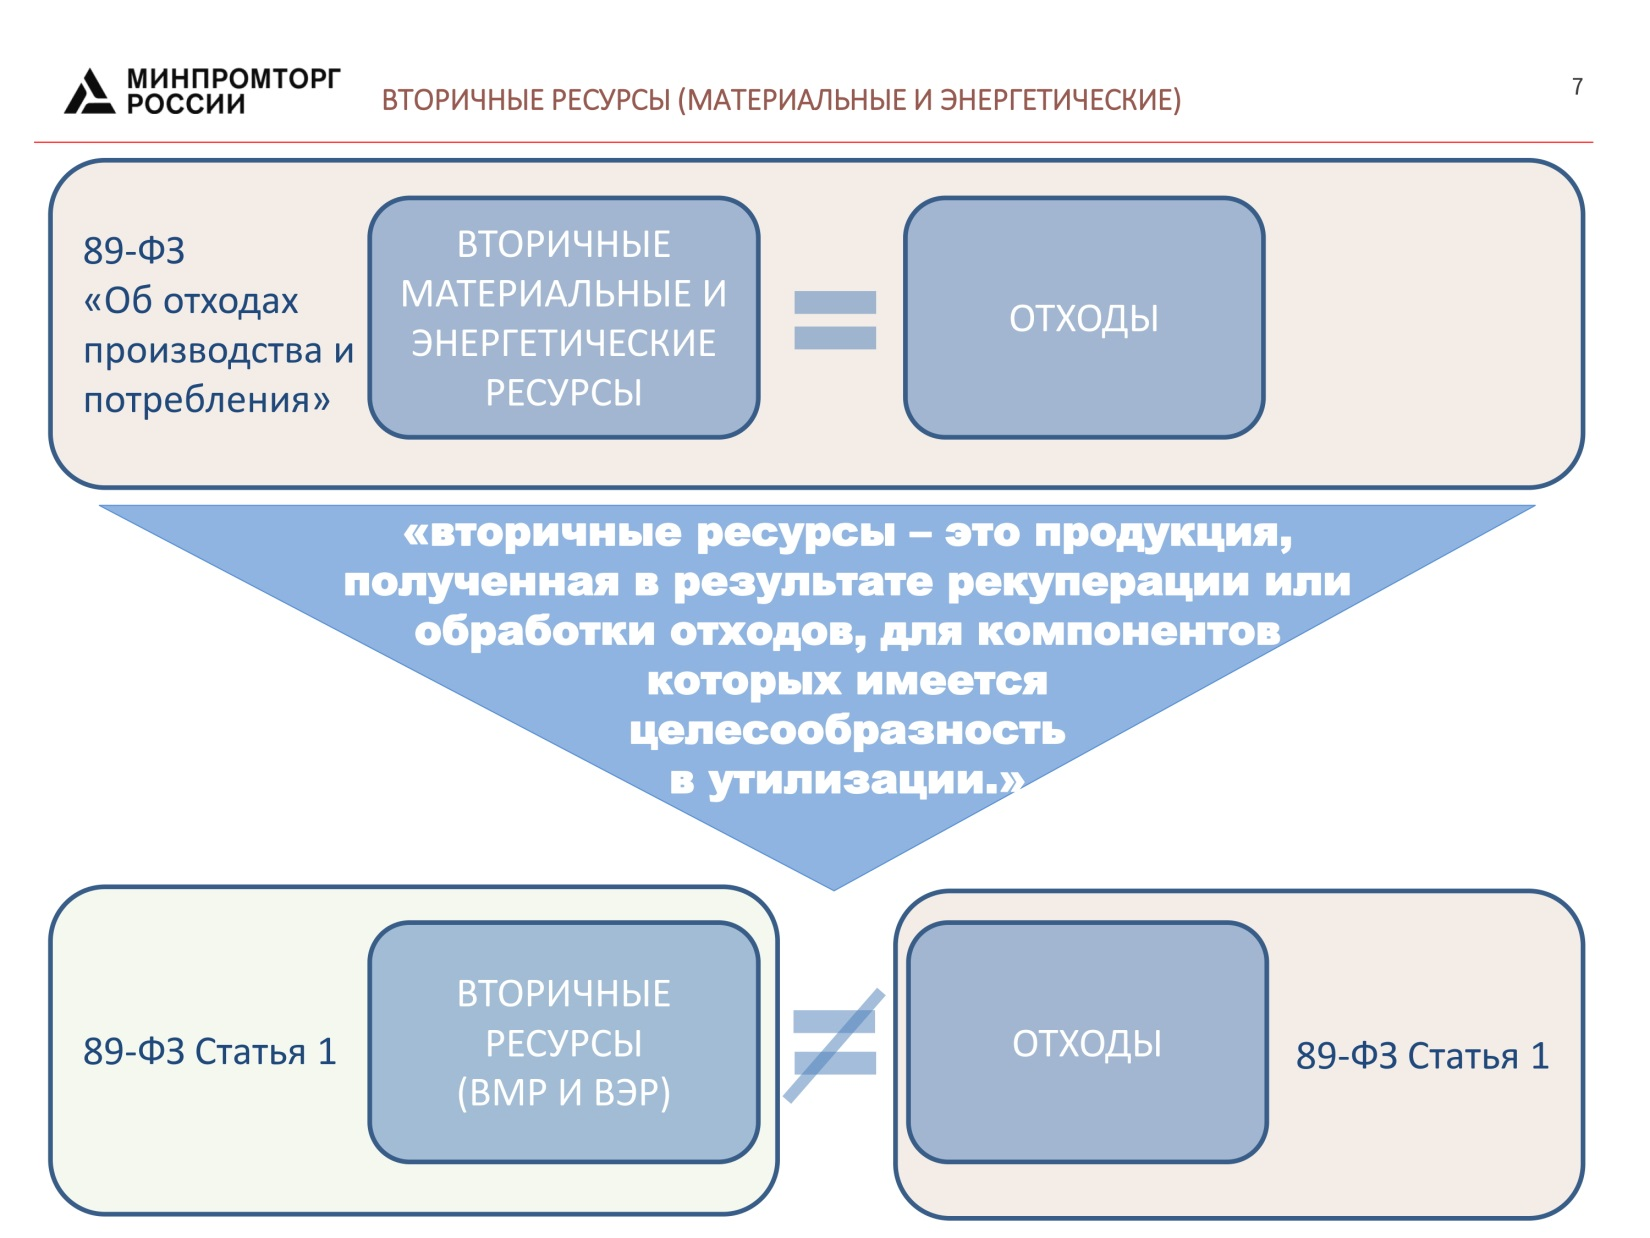 МИНПРОМТОРГ
РОССИИ
ВТОРИЧНЫЕ РЕСУРСЫ (МАТЕРИАЛЬНЫЕ И ЭНЕРГЕТИЧЕСКИЕ)
7
89-ФЗ
«Об отходах
производства и
потребления»
ВТОРИЧНЫЕ
МАТЕРИАЛЬНЫЕ И
ЭНЕРГЕТИЧЕСКИЕ
РЕСУРСЫ
=
ОТХОДЫ
«вторичные ресурсы – это продукция,
полученная в результате рекуперации или
обработки отходов, для компонентов
которых имеется
целесообразность
в утилизации.»
89-ФЗ Статья 1
ВТОРИЧНЫЕ
РЕСУРСЫ
(ВМР И ВЭР)
≠
ОТХОДЫ
89-ФЗ Статья 1